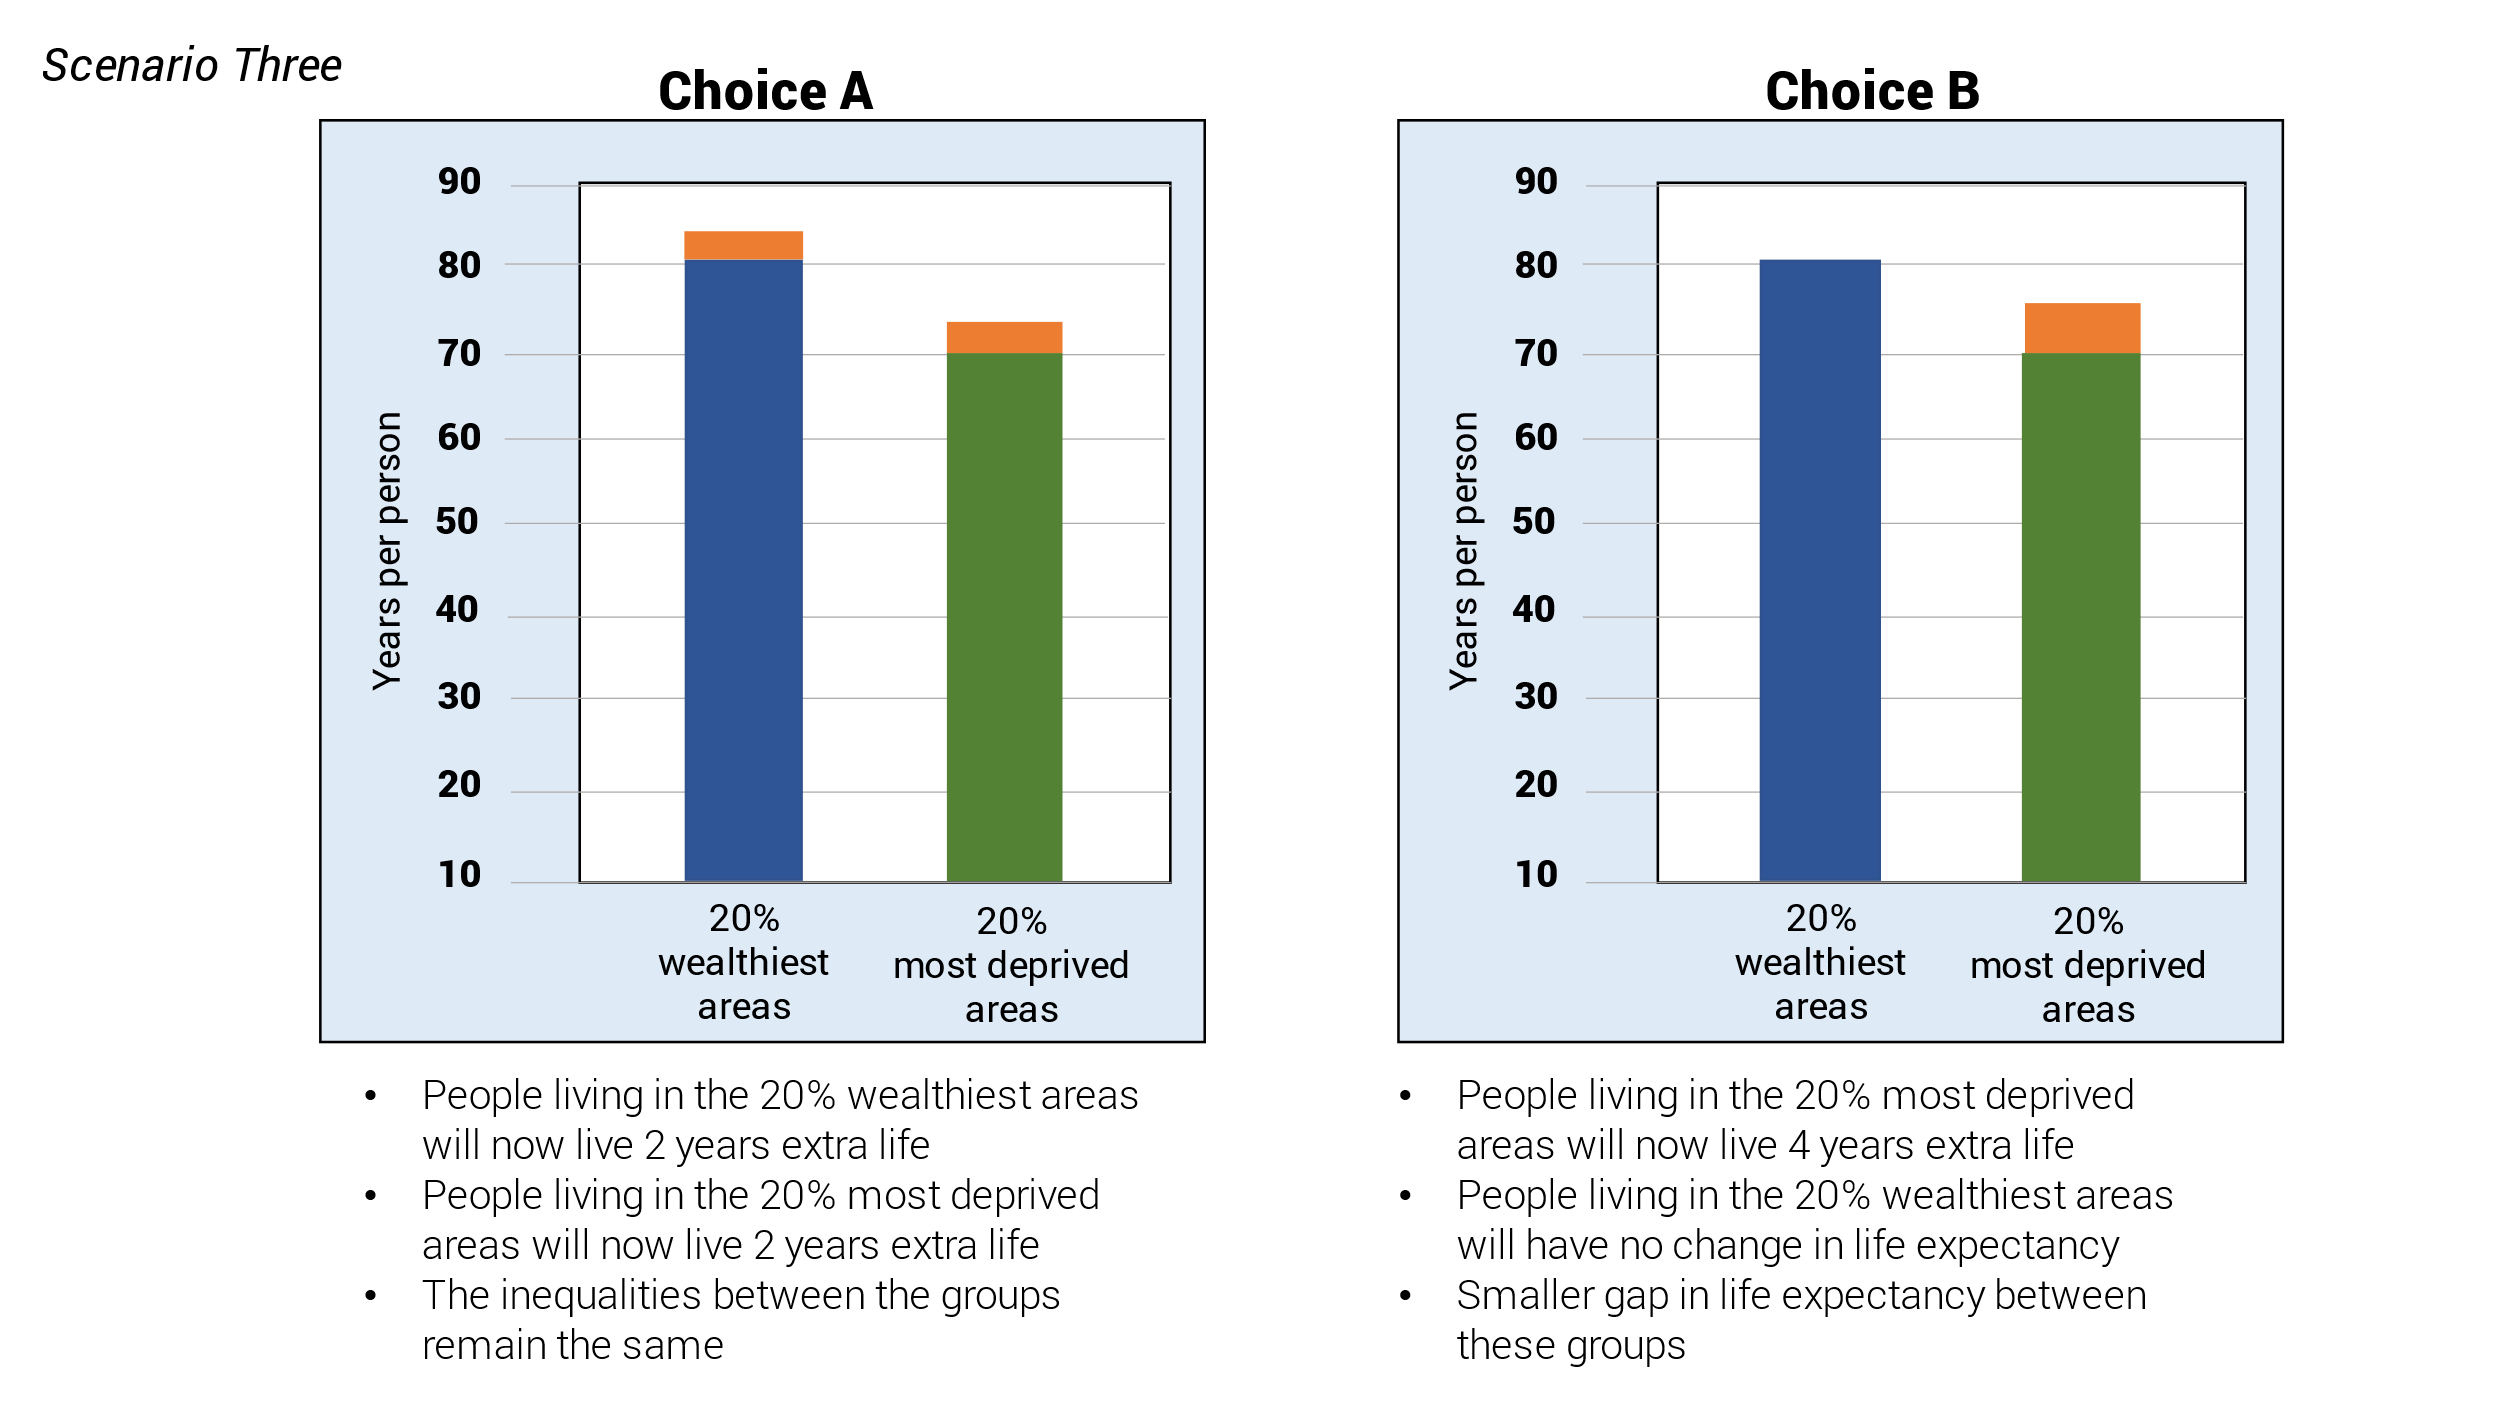 Scenario Three
Choice A
90
80
70
60
50
40
30
20
10
Years per person
20%
wealthiest
areas
20%
most deprived
areas
• People living in the 20% wealthiest areas
will now live 2 years extra life
• People living in the 20% most deprived
areas will now live 2 years extra life
• The inequalities between the groups
remain the same
Choice B
90
80
70
60
50
40
30
20
10
Years per person
20%
wealthiest
areas
20%
most deprived
areas
• People living in the 20% most deprived
areas will now live 4 years extra life
• People living in the 20% wealthiest areas
will have no change in life expectancy
• Smaller gap in life expectancy between
these groups